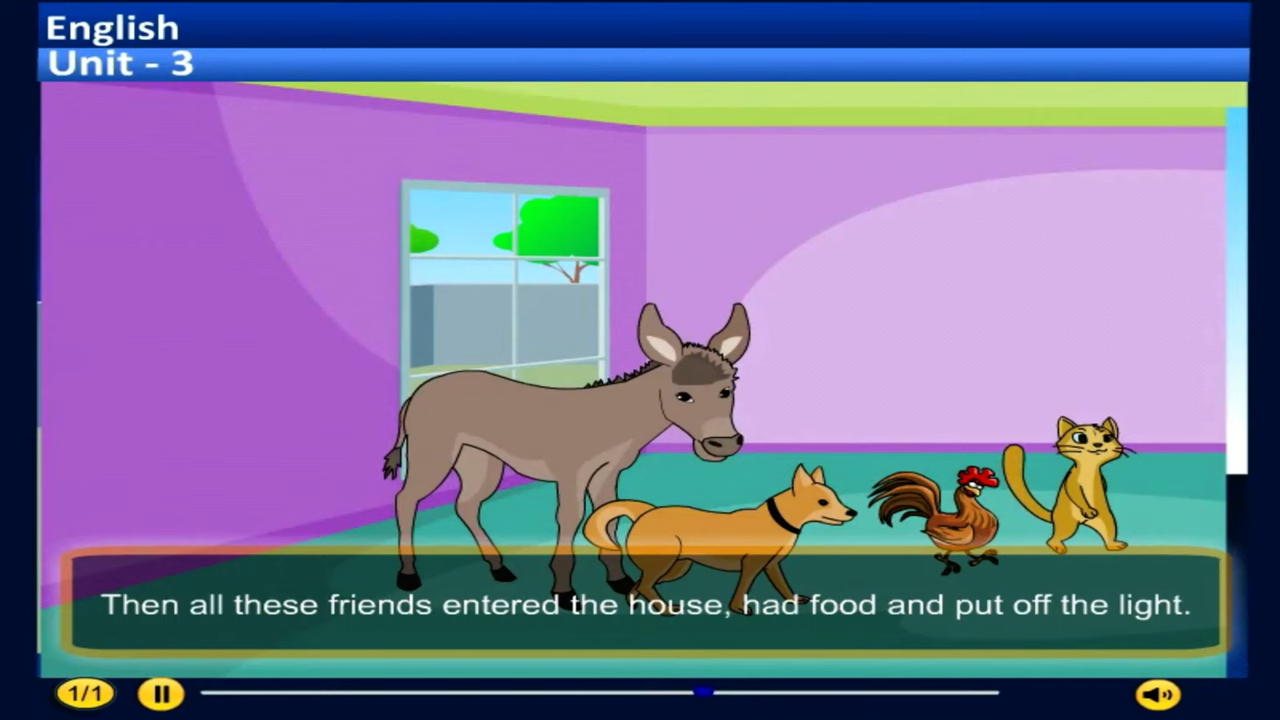 English
Unit - 3
Then all these friends entered the house, had food and put off the light.
1/1